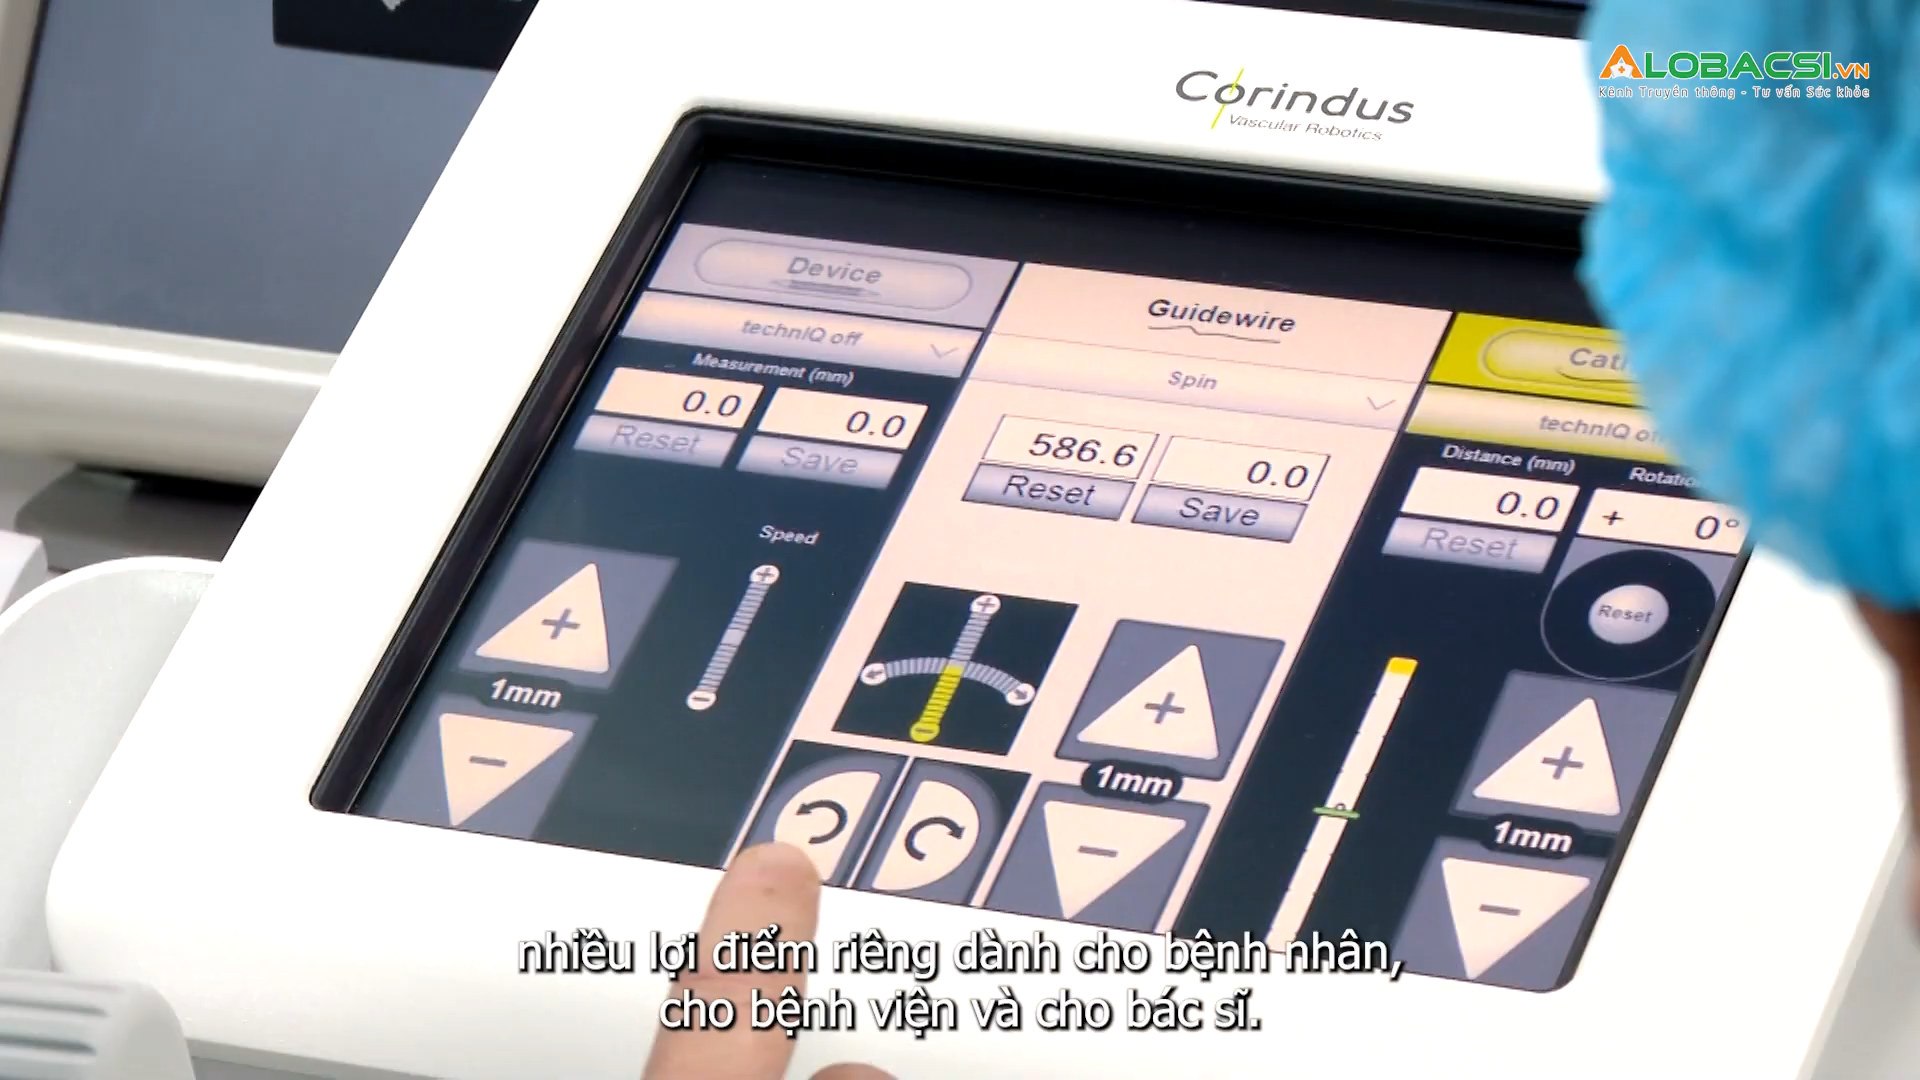 ALOBACSI.VN
Kênh Truyền thông - Tư vấn Sức khỏe
Corindus
Vascular Robotics
Device
technIQ off
Measurement (mm)
0.0 0.0
Reset Save
Speed
+
-
+
1mm
-
Guidewire
Spin
586.6 0.0
Reset Save
+
-
+
1mm
-
technIQ
Distance (mm)
0.0 + 0°
Reset
Reset
+
1mm
-
nhiều lợi điểm riêng dành cho bệnh nhân,
cho bệnh viện và cho bác sĩ.